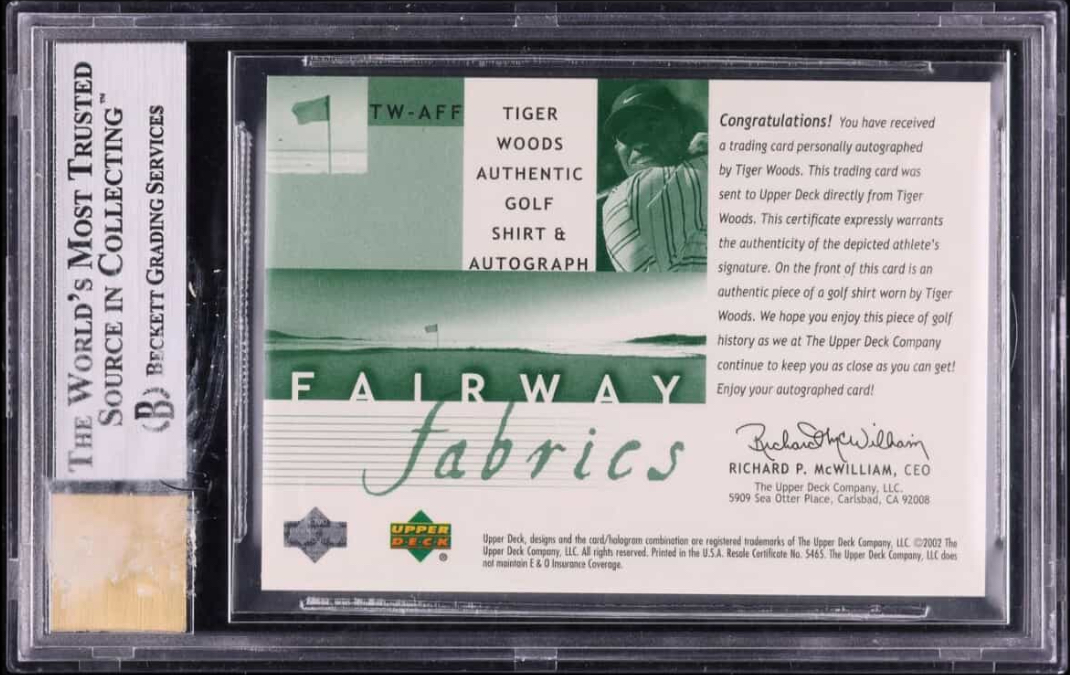 THE WORLD'S MOST TRUSTED
SOURCE IN COLLECTING™
(B) BECKETT GRADING SERVICES
TW-AFF
TIGER
WOODS
AUTHENTIC
GOLF
SHIRT &
AUTOGRAPH
Congratulations! You have received
a trading card personally autographed
by Tiger Woods. This trading card was
sent to Upper Deck directly from Tiger
Woods. This certificate expressly warrants
the authenticity of the depicted athlete's
signature. On the front of this card is an
authentic piece of a golf shirt worn by Tiger
Woods. We hope you enjoy this piece of golf
history as we at The Upper Deck Company
continue to keep you as close as you can get!
Enjoy your autographed card!
FAIRWAY
fabrics
Richard McWilliam
RICHARD P. McWILLIAM, CEO
The Upper Deck Company, LLC.
5909 Sea Otter Place, Carlsbad, CA 92008
UPPER
DECK
®
Upper Deck, designs and the card/hologram combination are registered trademarks of The Upper Deck Company, LLC. ©2002 The
Upper Deck Company, LLC. All rights reserved. Printed in the U.S.A. Resale Certificate No. 5465. The Upper Deck Company, LLC does
not maintain E & O Insurance Coverage.